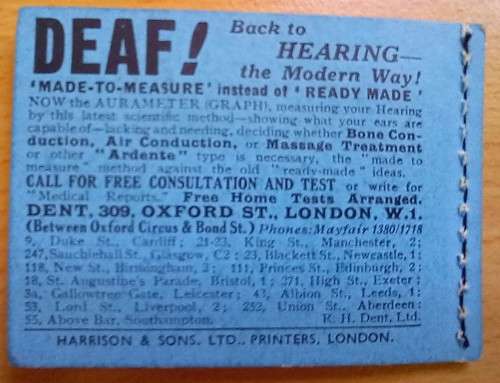 DEAF! Back to
HEARING—
the Modern Way!
'MADE-TO-MEASURE' instead of 'READY MADE'
NOW the AURAMETER (GRAPH), measuring your Hearing
by this latest scientific method—showing what your ears are
capable of—lacking and needing, deciding whether Bone Con-
duction, Air Conduction, or Massage Treatment
or other "Ardente" type is necessary, the "made to
measure" method against the old "ready-made" ideas.
CALL FOR FREE CONSULTATION AND TEST or write for
"Medical Reports." Free Home Tests Arranged.
DENT, 309, OXFORD ST., LONDON, W.1.
(Between Oxford Circus & Bond St.) Phones: Mayfair 1380/1718
9, Duke St., Cardiff; 21-23, King St., Manchester, 2;
247, Sauchiehall St., Glasgow, C2; 23, Blackett St., Newcastle, 1;
118, New St., Birmingham, 2; 111, Princes St., Edinburgh, 2;
18, St. Augustine's Parade, Bristol, 1; 271, High St., Exeter;
3a, Gallowtree Gate, Leicester; 43, Albion St., Leeds, 1;
53, Lord St., Liverpool, 2; 252, Union St., Aberdeen;
55, Above Bar, Southampton. R. H. Dent, Ltd.
HARRISON & SONS, LTD., PRINTERS, LONDON.